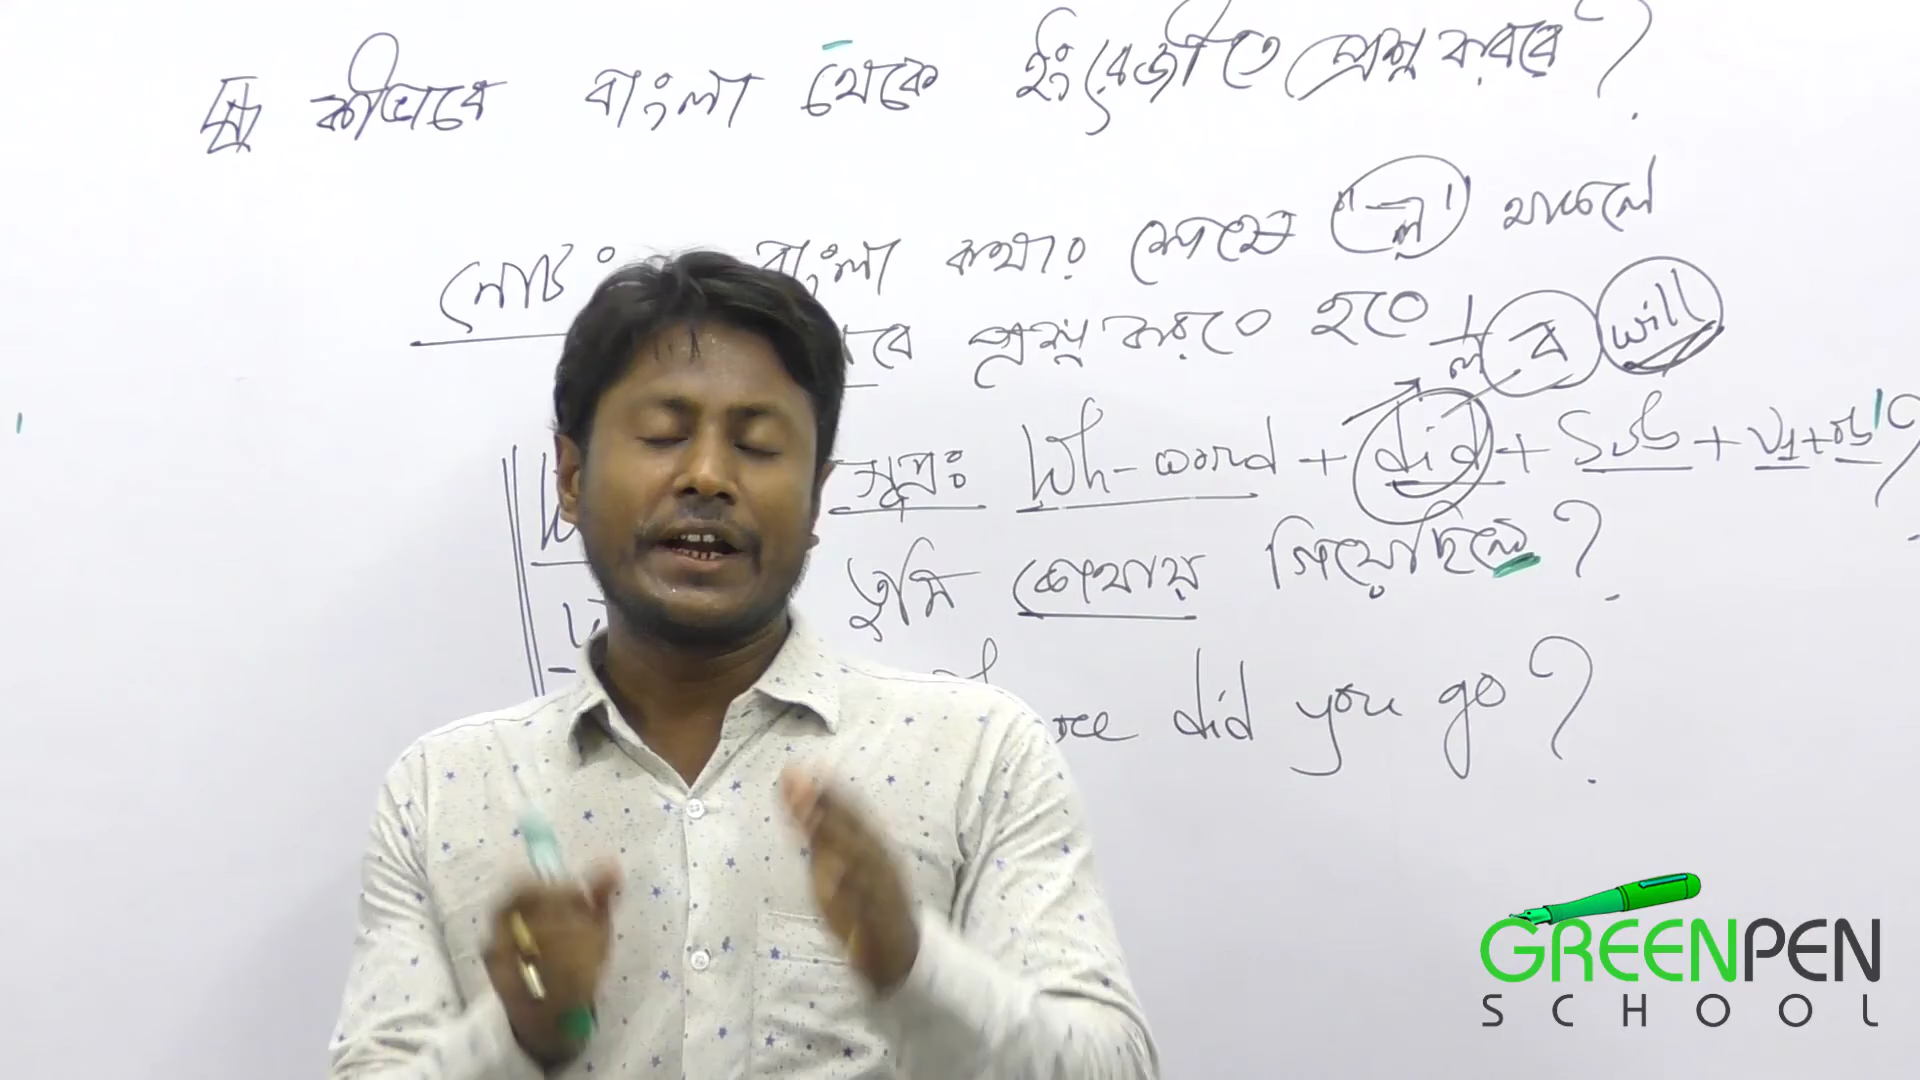 কীভাবে বাংলা থেকে ইংরেজীতে প্রশ্ন করবে?
নোট: বাংলা কথার শেষে "ল" থাকলে
বে প্রশ্ন করতে হবে ল ব will
সূত্র: Wh-word + did + Sub + V1+ob?
তুমি কোথায় গিয়েছিলে?
did you go?
GREENPEN
SCHOOL